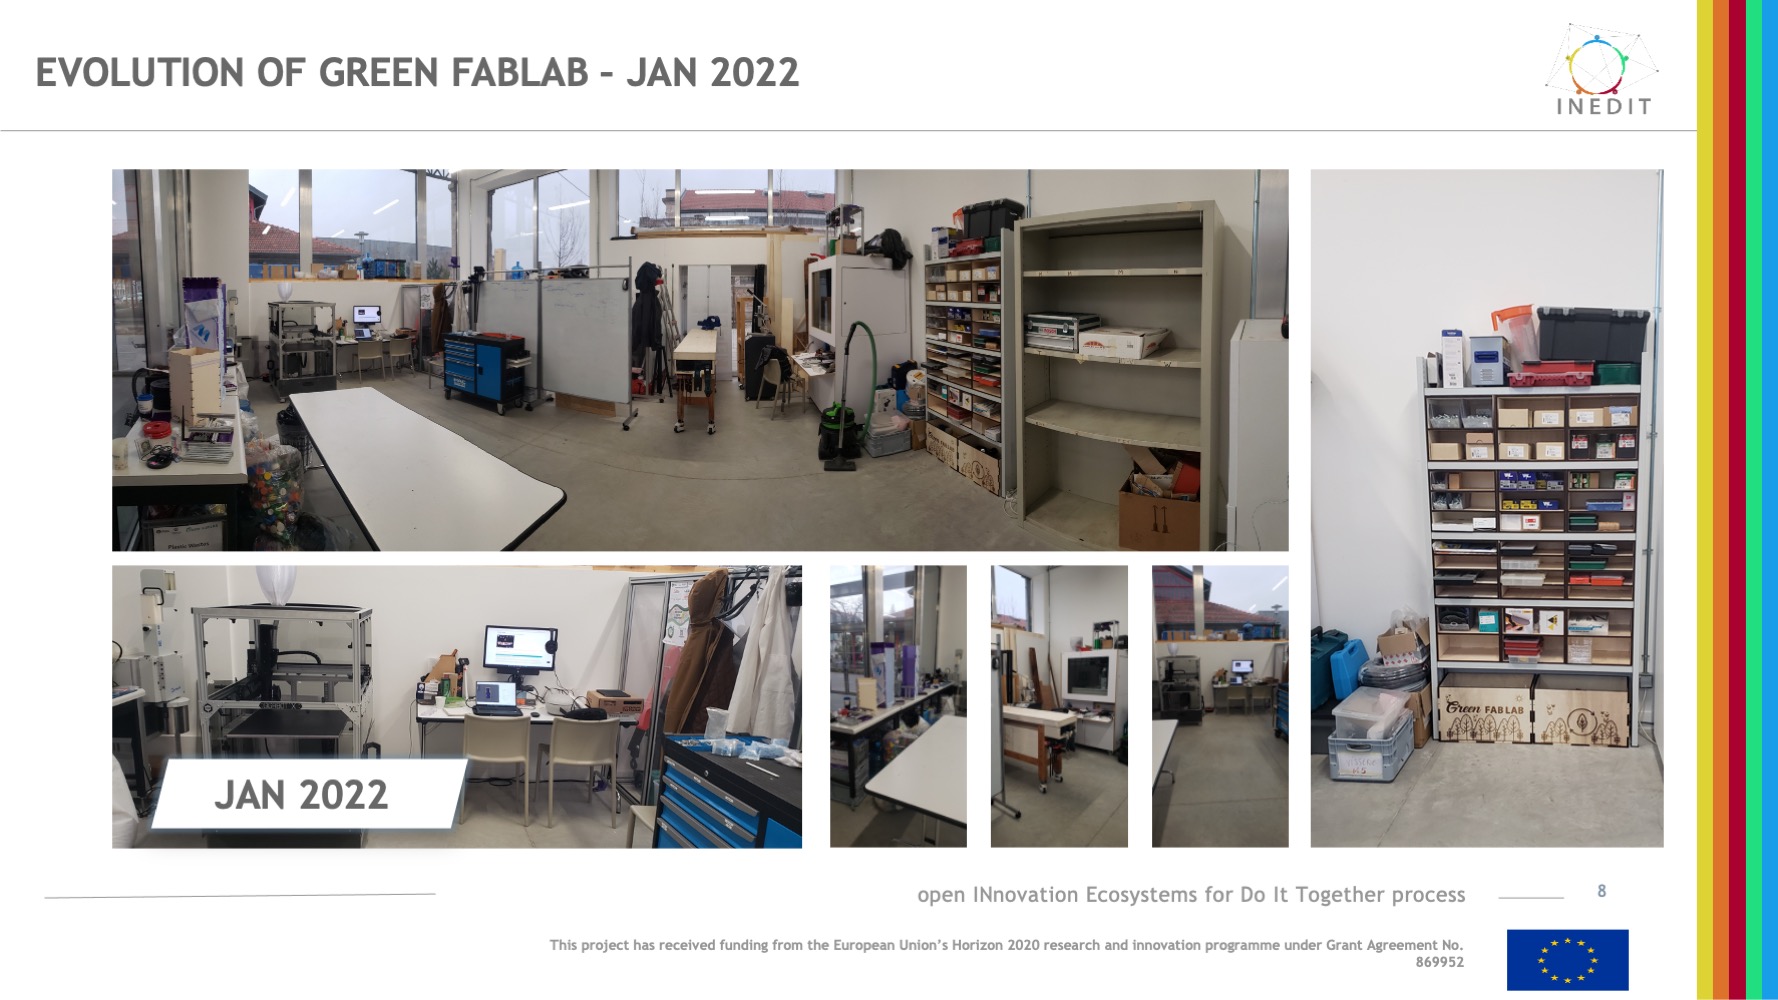 EVOLUTION OF GREEN FABLAB - JAN 2022
INEDIT
Green FAB LAB
JAN 2022
open INnovation Ecosystems for Do It Together process
8
This project has received funding from the European Union's Horizon 2020 research and innovation programme under Grant Agreement No.
869952